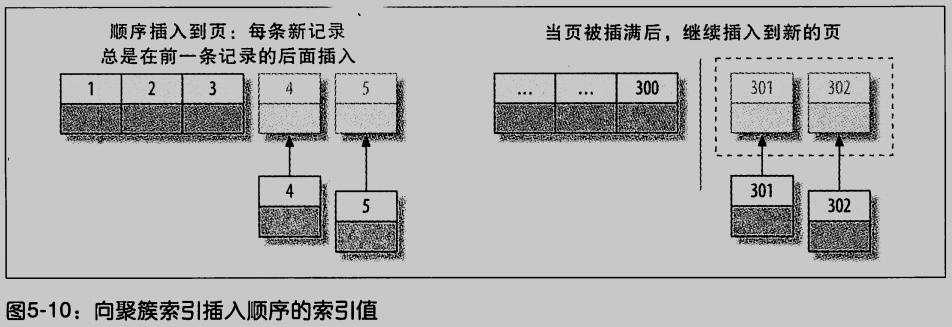 顺序插入到页：每条新记录
总是在前一条记录的后面插入
1 2 3 4 5
4
5
当页被插满后，继续插入到新的页
... ... 300 301 302
301
302
图5-10：向聚簇索引插入顺序的索引值